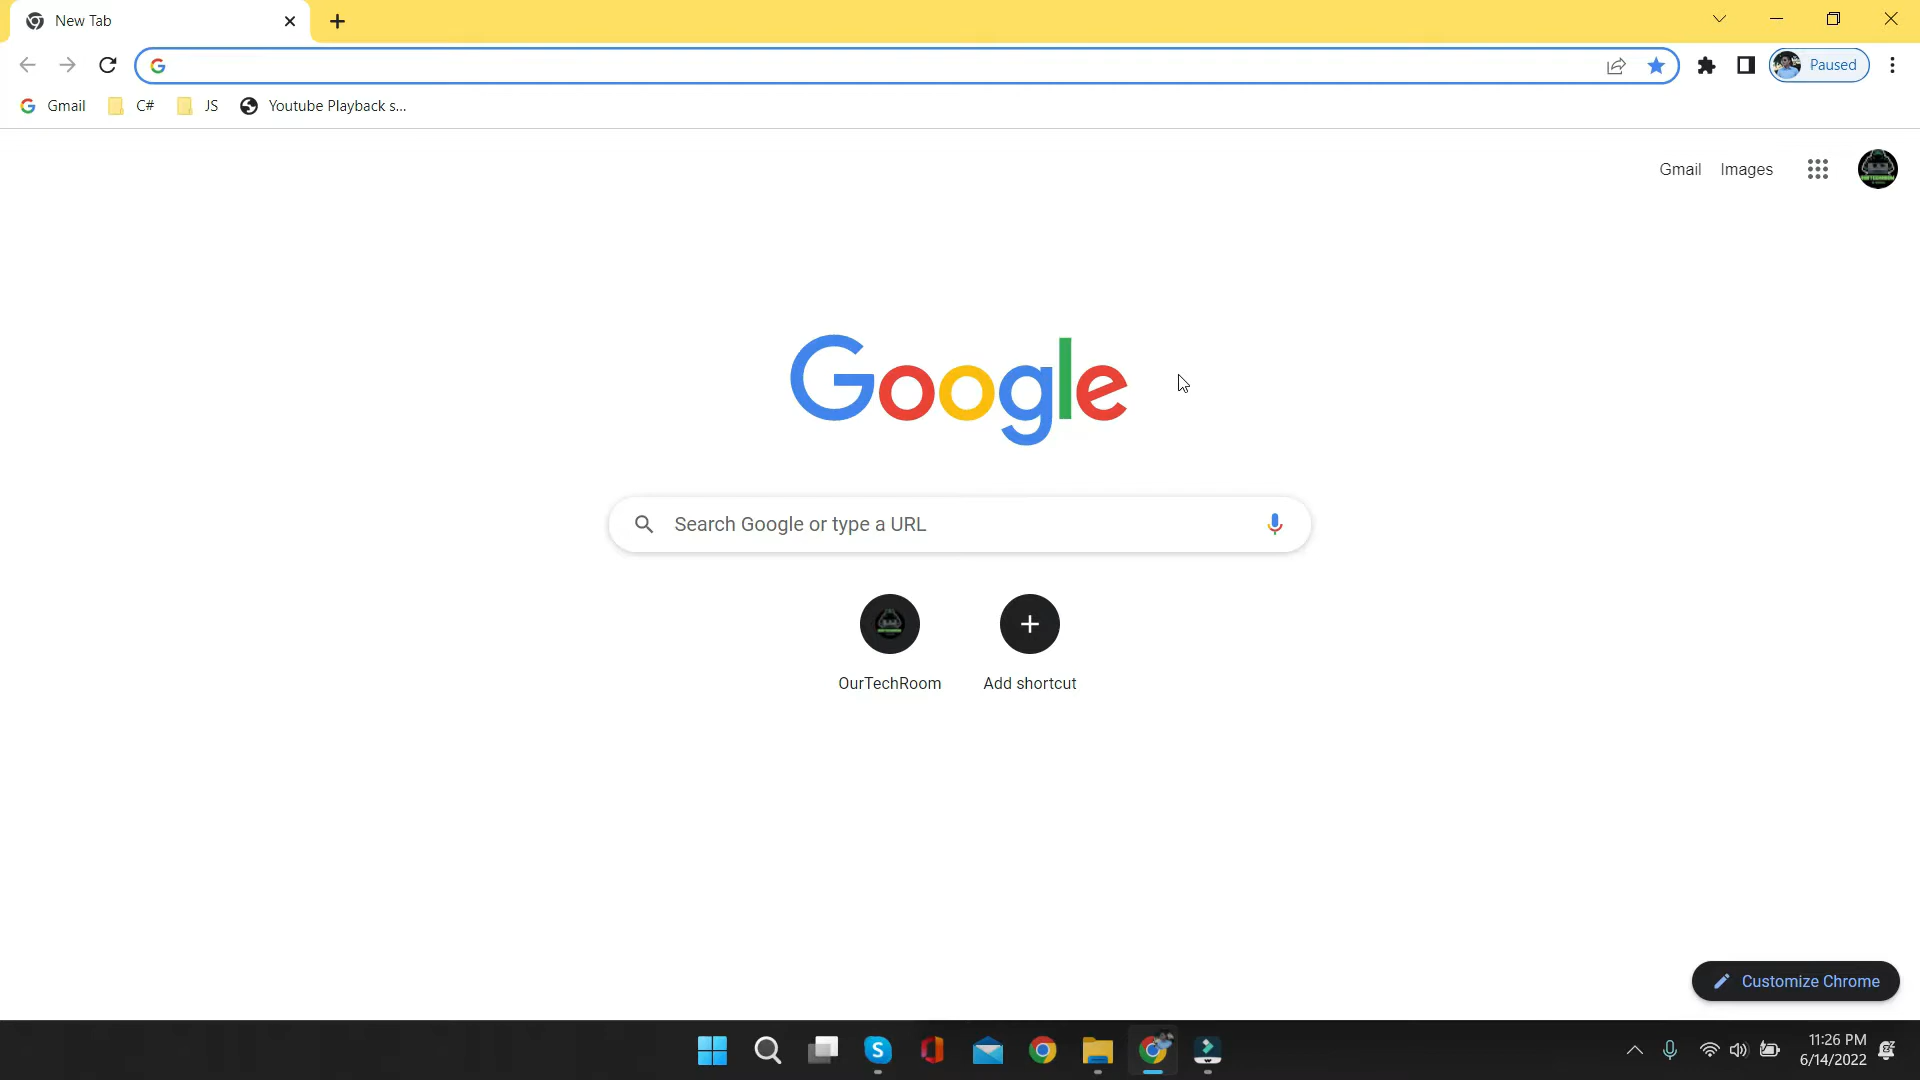 New Tab
Paused
Gmail
C#
JS
Youtube Playback s...
Gmail
Images
Google
Search Google or type a URL
OurTechRoom
Add shortcut
Customize Chrome
11:26 PM
6/14/2022